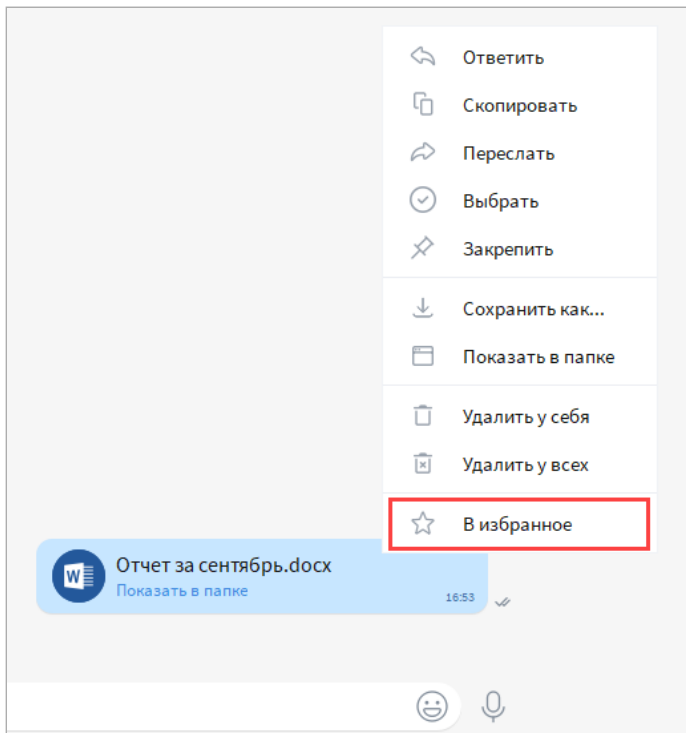 Ответить
Скопировать
Переслать
Выбрать
Закрепить
Сохранить как...
Показать в папке
Удалить у себя
Удалить у всех
В избранное
W
Отчет за сентябрь.docx
Показать в папке
16:53